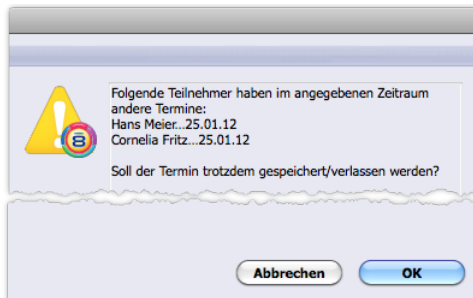 Folgende Teilnehmer haben im angegebenen Zeitraum
andere Termine:
Hans Meier...25.01.12
Cornelia Fritz...25.01.12
Soll der Termin trotzdem gespeichert/verlassen werden?
8
Abbrechen
OK